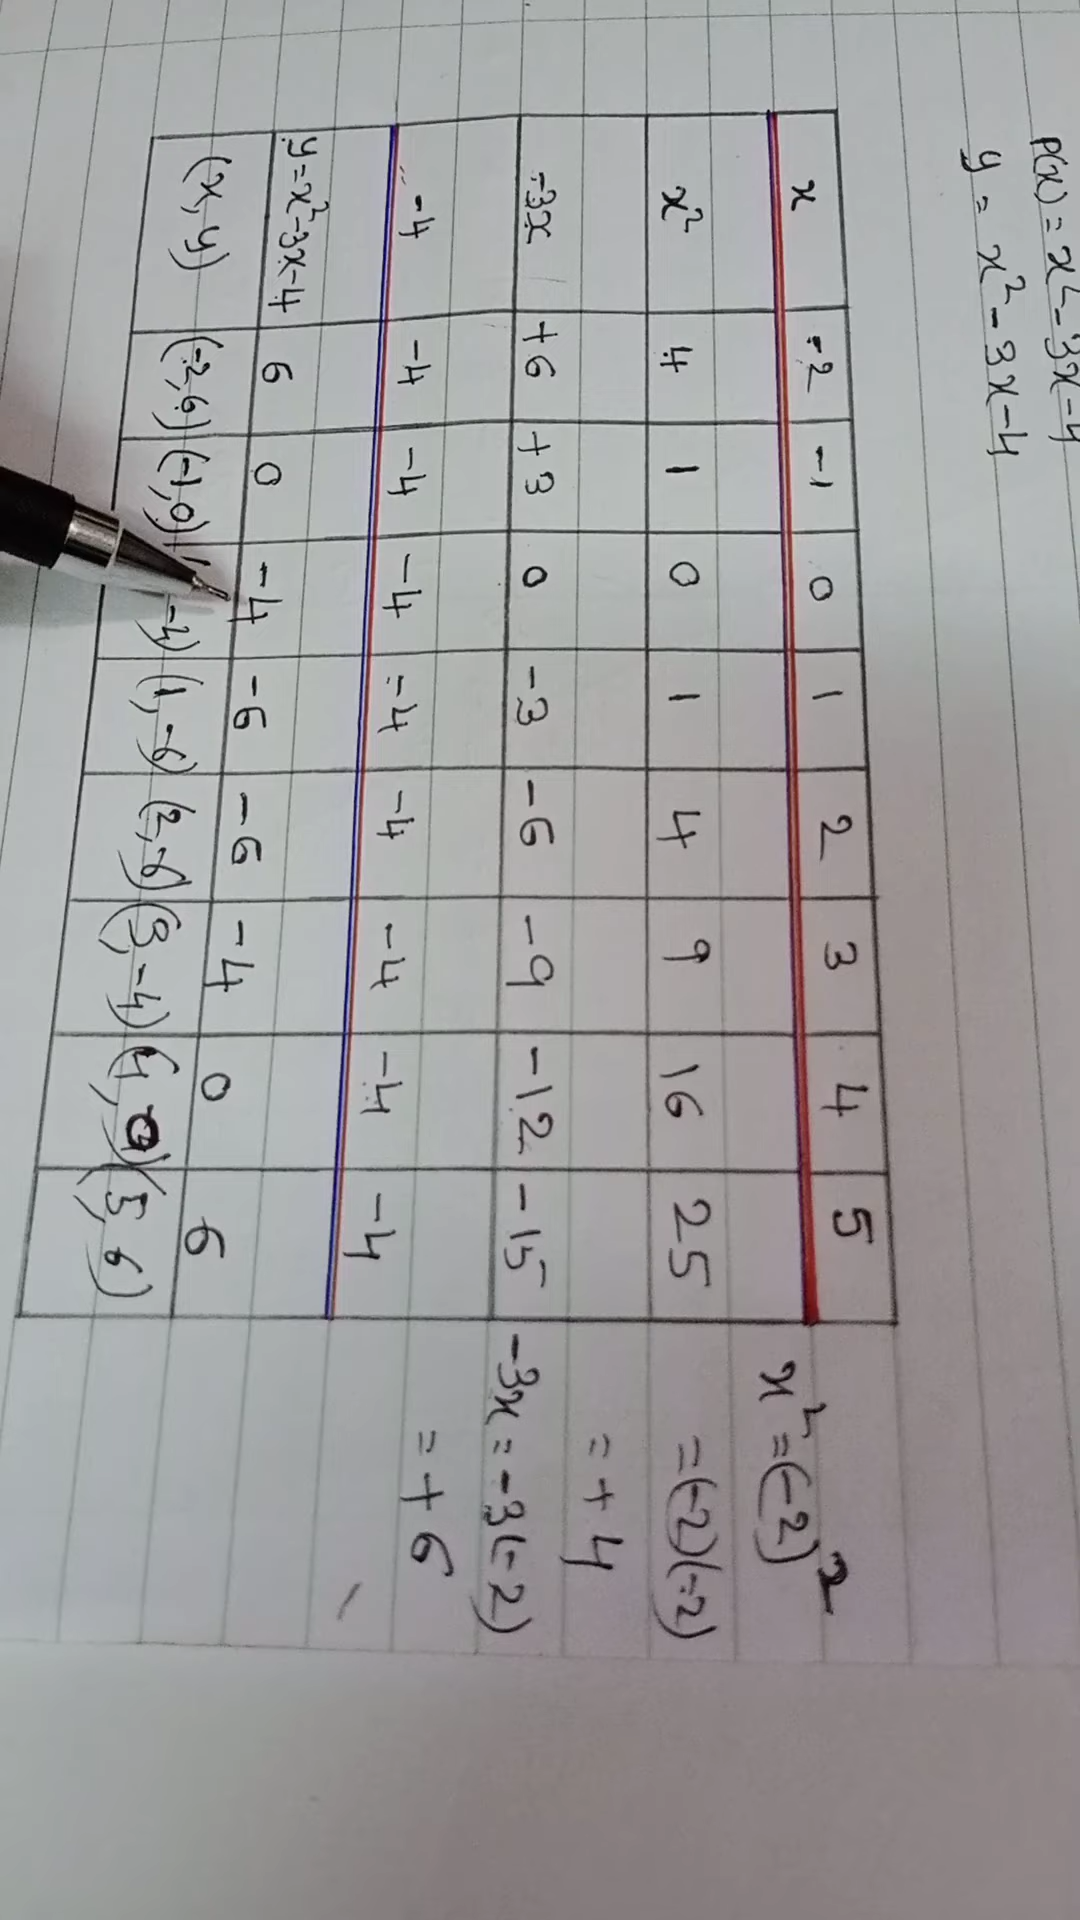 P(x) = x² - 3x - 4
y = x² - 3x - 4
x -2 -1 0 1 2 3 4 5
x² 4 1 0 1 4 9 16 25
-3x +6 +3 0 -3 -6 -9 -12 -15
-4 -4 -4 -4 -4 -4 -4 -4 -4
y = x² - 3x - 4 6 0 -4 -6 -6 -4 0 6
(x, y) (-2, 6) (-1, 0) -4) (1, -6) (2, -6) (3, -4) (4, 0) (5, 6)
x² = (-2)²
= (-2)(-2)
= + 4
-3x = -3(-2)
= + 6